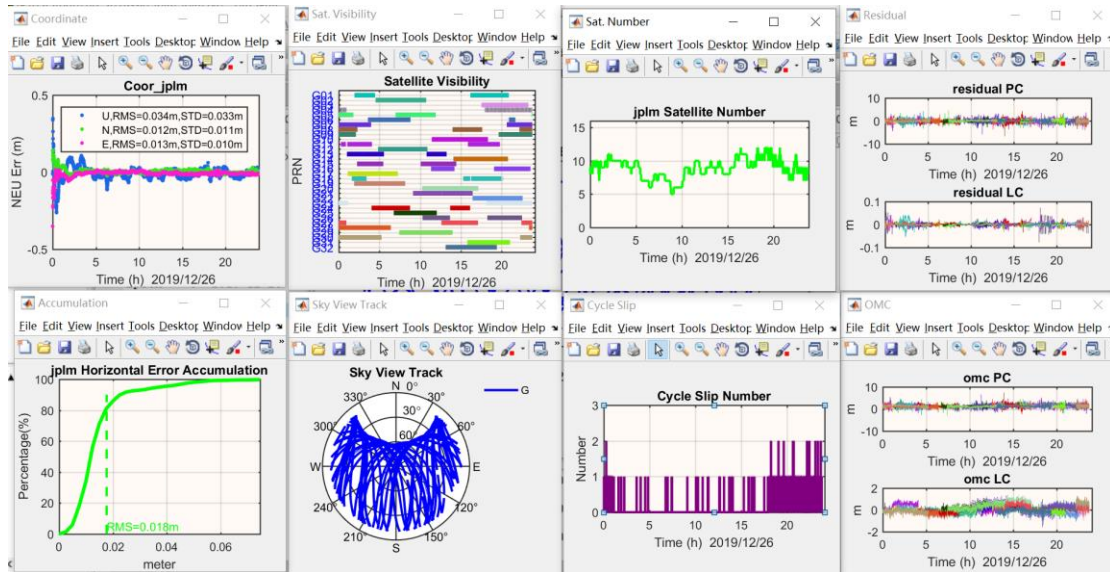 Coordinate
File Edit View Insert Tools Desktop Window Help
Coor_jplm
0.5
0
-0.5
NEU Err (m)
U,RMS=0.034m,STD=0.033m
N,RMS=0.012m,STD=0.011m
E,RMS=0.013m,STD=0.010m
0 5 10 15 20
Time (h) 2019/12/26
Sat. Visibility
File Edit View Insert Tools Desktop Window Help
Satellite Visibility
PRN
G01
G32
0 5 10 15 20
Time (h) 2019/12/26
Sat. Number
File Edit View Insert Tools Desktop Window Help
jplm Satellite Number
15
10
5
0
0 5 10 15 20
Time (h) 2019/12/26
Residual
File Edit View Insert Tools Desktop Window Help
residual PC
10
0
-10
m
0 5 10 15 20
Time (h) 2019/12/26
residual LC
0.1
0
-0.1
m
0 5 10 15 20
Time (h) 2019/12/26
Accumulation
File Edit View Insert Tools Desktop Window Help
jplm Horizontal Error Accumulation
100
80
60
40
20
0
Percentage(%)
RMS=0.018m
0 0.02 0.04 0.06
meter
Sky View Track
File Edit View Insert Tools Desktop Window Help
Sky View Track
N 0°
330° 30°
30°
300° 60° 60°
W E
240° 120°
210° 150°
S
G
Cycle Slip
File Edit View Insert Tools Desktop Window Help
Cycle Slip Number
3
2
1
0
Number
0 5 10 15 20
Time (h) 2019/12/26
OMC
File Edit View Insert Tools Desktop Window Help
omc PC
10
0
-10
m
0 5 10 15 20
Time (h) 2019/12/26
omc LC
2
0
-2
m
0 5 10 15 20
Time (h) 2019/12/26